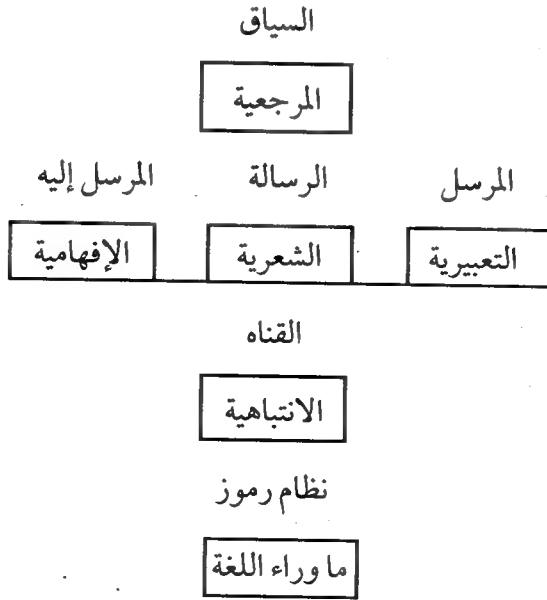 السياق
المرجعية
المرسل الرسالة المرسل إليه
التعبيرية الشعرية الإفهامية
القناه
الانتباهية
نظام رموز
ما وراء اللغة